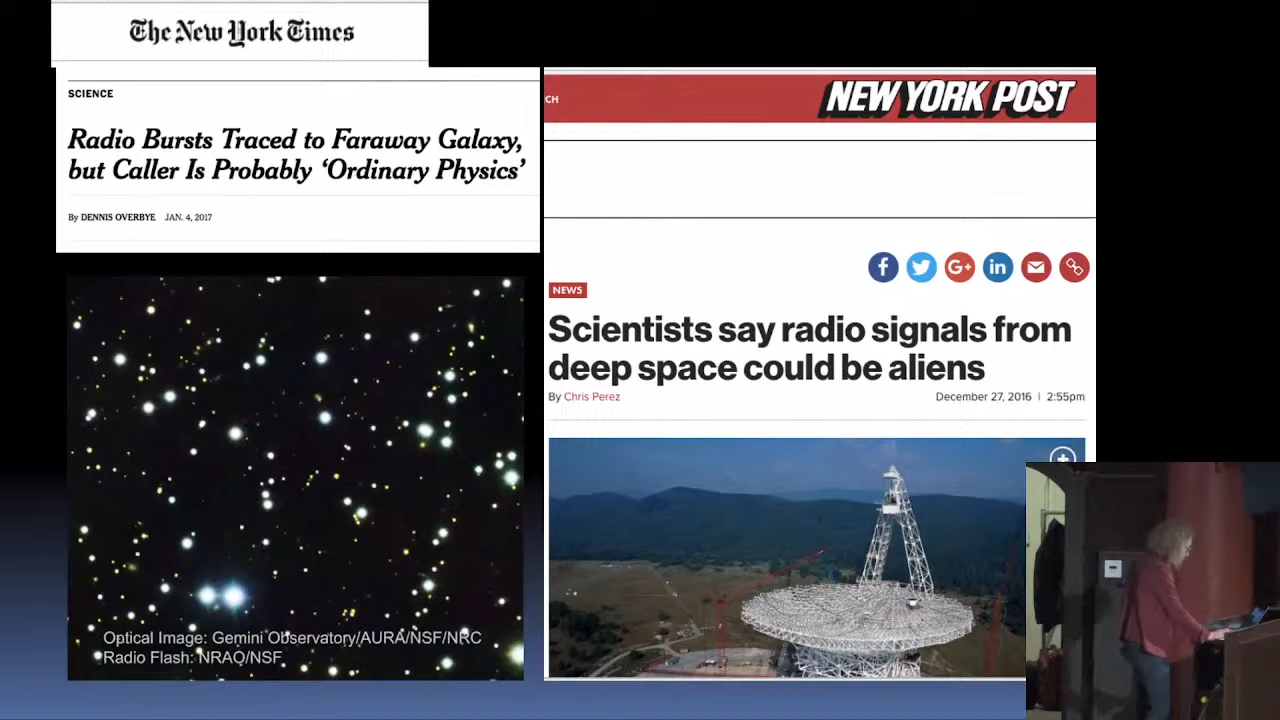 The New York Times
SCIENCE
Radio Bursts Traced to Faraway Galaxy,
but Caller Is Probably ‘Ordinary Physics’
By DENNIS OVERBYE JAN. 4, 2017
Optical Image: Gemini Observatory/AURA/NSF/NRC
Radio Flash: NRAO/NSF
CH
NEW YORK POST
f G+ in
NEWS
Scientists say radio signals from
deep space could be aliens
By Chris Perez December 27, 2016 | 2:55pm